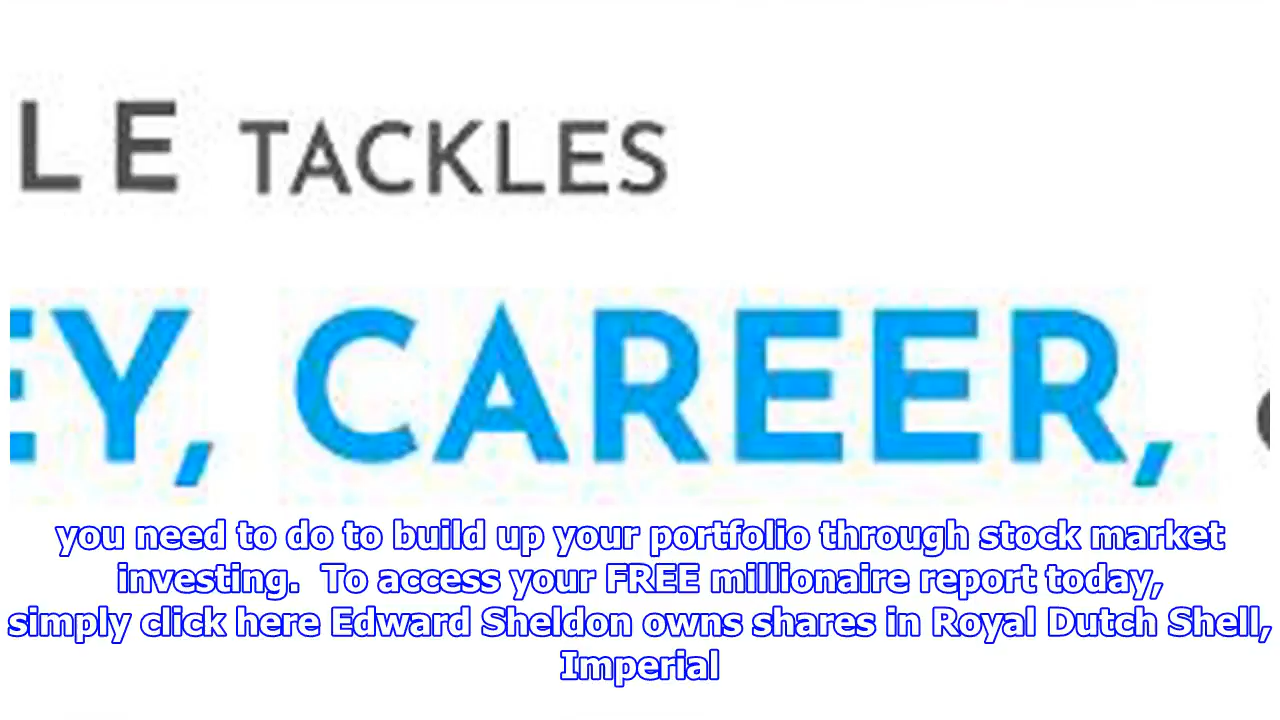 LE TACKLES
EY, CAREER,
you need to do to build up your portfolio through stock market
investing. To access your FREE millionaire report today,
simply click here Edward Sheldon owns shares in Royal Dutch Shell,
Imperial